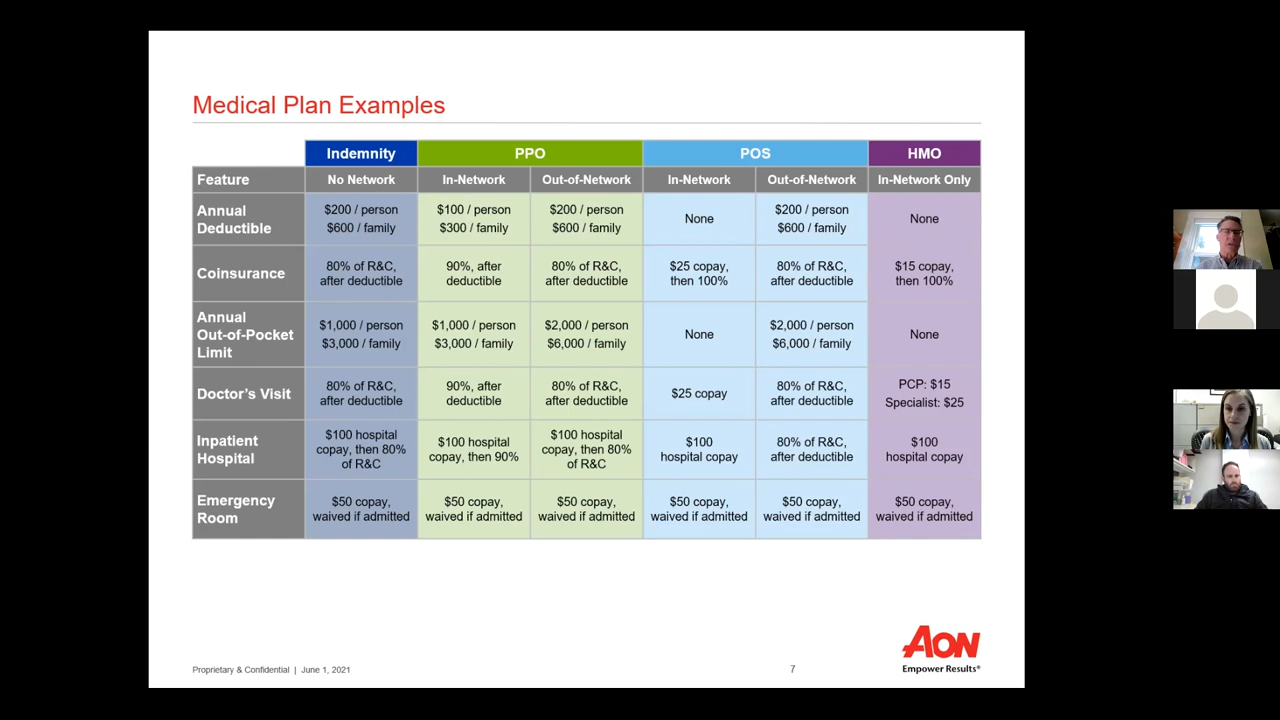 Medical Plan Examples
Indemnity PPO POS HMO
Feature No Network In-Network Out-of-Network In-Network Out-of-Network In-Network Only
Annual
Deductible
$200 / person
$600 / family
$100 / person
$300 / family
$200 / person
$600 / family
None
$200 / person
$600 / family
None
Coinsurance
80% of R&C,
after deductible
90%, after
deductible
80% of R&C,
after deductible
$25 copay,
then 100%
80% of R&C,
after deductible
$15 copay,
then 100%
Annual
Out-of-Pocket
Limit
$1,000 / person
$3,000 / family
$1,000 / person
$3,000 / family
$2,000 / person
$6,000 / family
None
$2,000 / person
$6,000 / family
None
Doctor's Visit
80% of R&C,
after deductible
90%, after
deductible
80% of R&C,
after deductible
$25 copay
80% of R&C,
after deductible
PCP: $15
Specialist: $25
Inpatient
Hospital
$100 hospital
copay, then 80%
of R&C
$100 hospital
copay, then 90%
$100 hospital
copay, then 80%
of R&C
$100
hospital copay
80% of R&C,
after deductible
$100
hospital copay
Emergency
Room
$50 copay,
waived if admitted
$50 copay,
waived if admitted
$50 copay,
waived if admitted
$50 copay,
waived if admitted
$50 copay,
waived if admitted
$50 copay,
waived if admitted
AON
Empower Results®
Proprietary & Confidential | June 1, 2021
7